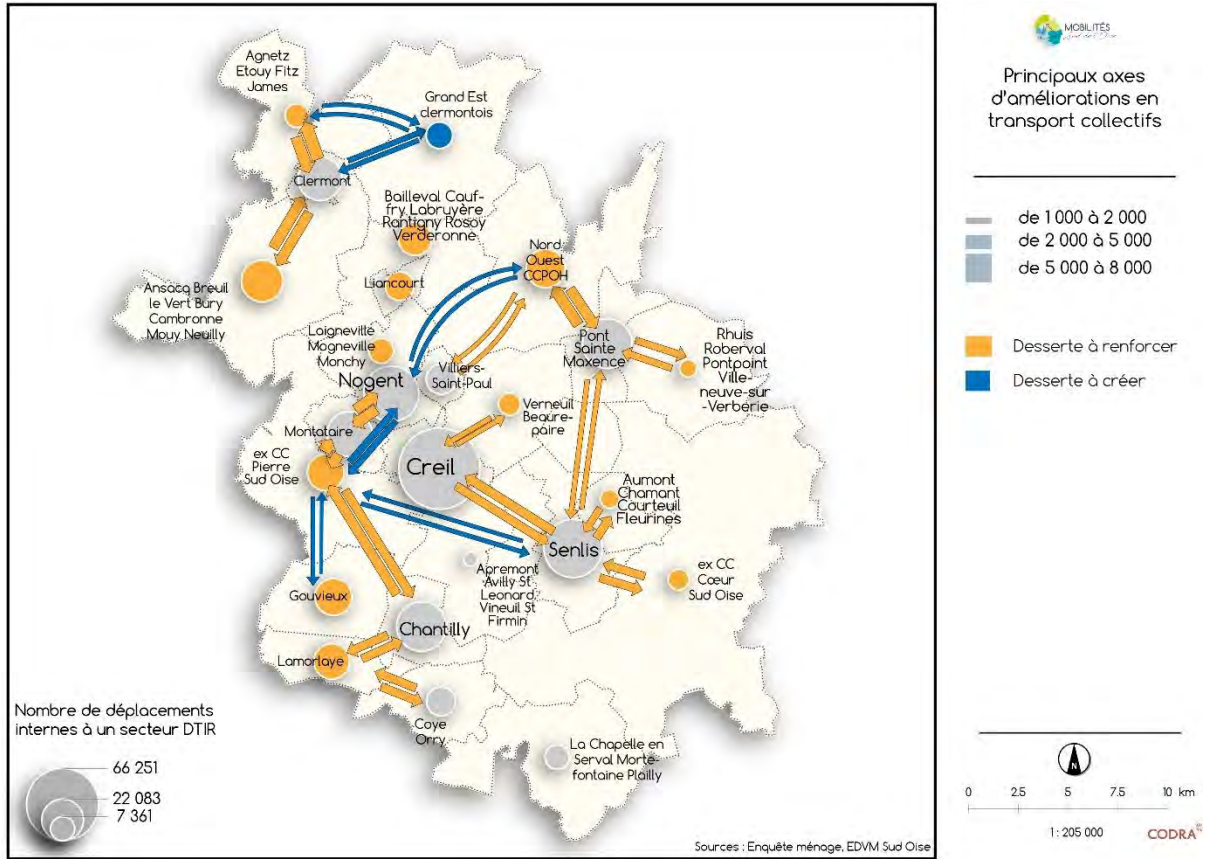 Agnetz
Etouy Fitz
James
Grand Est
clermontois
Clermont
Bailleval Cauf-
fry Labruyère
Rantigny Rosoy
Verderonne
Nord
Ouest
CCPOH
Liancourt
Ansacq Breuil
le Vert Bury
Cambronne
Mouy Neuilly
Laigneville
Mogneville
Monchy
Nogent
Villiers-
Saint-Paul
Pont
Sainte
Maxence
Rhuis
Roberval
Pontpoint
Ville-
neuve-sur
-Verberie
Verneuil
Beaure-
paire
Montataire
ex CC
Pierre
Sud Oise
Creil
Aumont
Chamant
Courteuil
Fleurines
Senlis
Apremont
Avilly St
Leonard
Vineuil St
Firmin
ex CC
Cœur
Sud Oise
Gouvieux
Chantilly
Lamorlaye
Coye
Orry
La Chapelle en
Serval Morte-
fontaine Plailly
Nombre de déplacements
internes à un secteur DTIR
66 251
22 083
7 361
Sources : Enquête ménage, EDVM Sud Oise
MOBILITÉS
Sud de l'Oise
Principaux axes
d'améliorations en
transport collectifs
de 1 000 à 2 000
de 2 000 à 5 000
de 5 000 à 8 000
Desserte à renforcer
Desserte à créer
N
0 2.5 5 7.5 10 km
1 : 205 000
CODRA